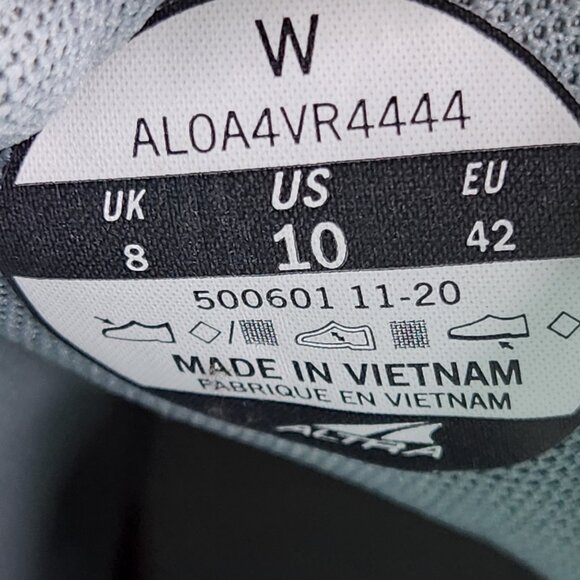 W
AL0A4VR4444
UK US EU
8 10 42
500601 11-20
MADE IN VIETNAM
FABRIQUE EN VIETNAM
ALTRA